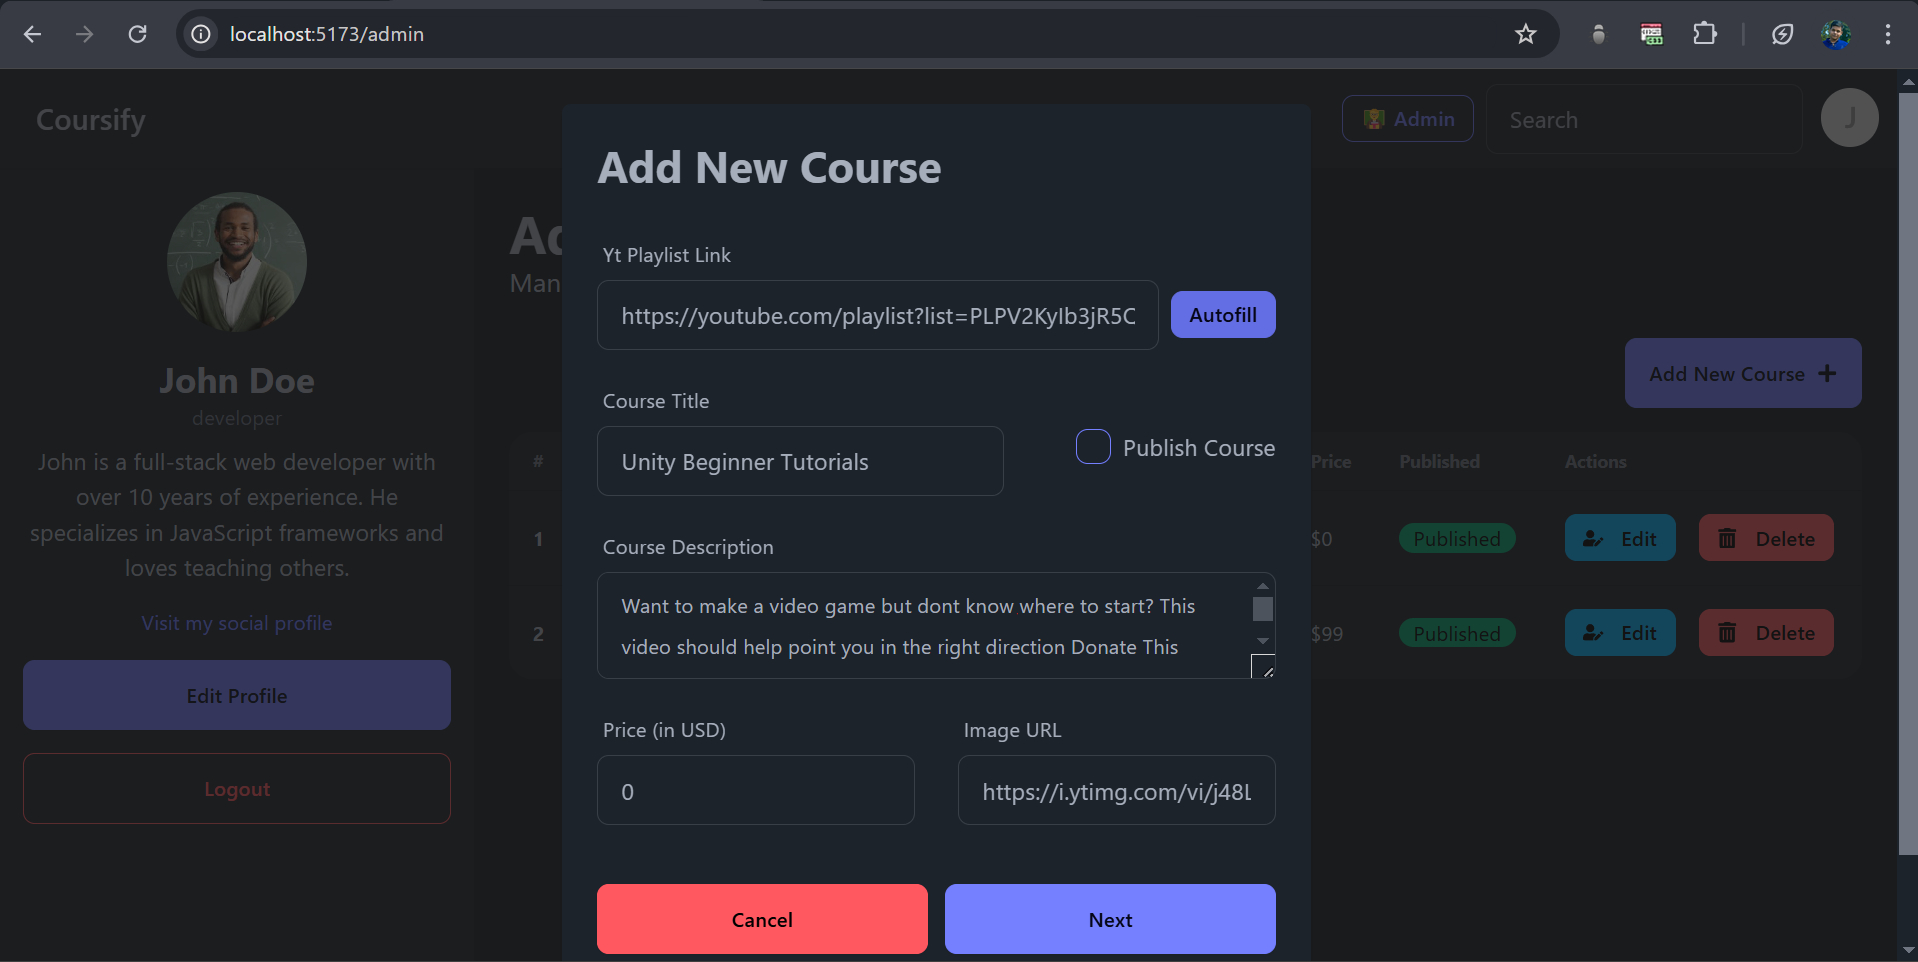 localhost:5173/admin
Coursify
Admin
Search
J
John Doe
developer
John is a full-stack web developer with
over 10 years of experience. He
specializes in JavaScript frameworks and
loves teaching others.
Visit my social profile
Edit Profile
Logout
Ad
Man
Add New Course
Yt Playlist Link
https://youtube.com/playlist?list=PLPV2KyIb3jR5C
Autofill
Course Title
Unity Beginner Tutorials
Publish Course
Course Description
Want to make a video game but dont know where to start? This
video should help point you in the right direction Donate This
Price (in USD)
0
Image URL
https://i.ytimg.com/vi/j48L
Cancel
Next
Add New Course +
# Price Published Actions
1 $0 Published Edit Delete
2 $99 Published Edit Delete